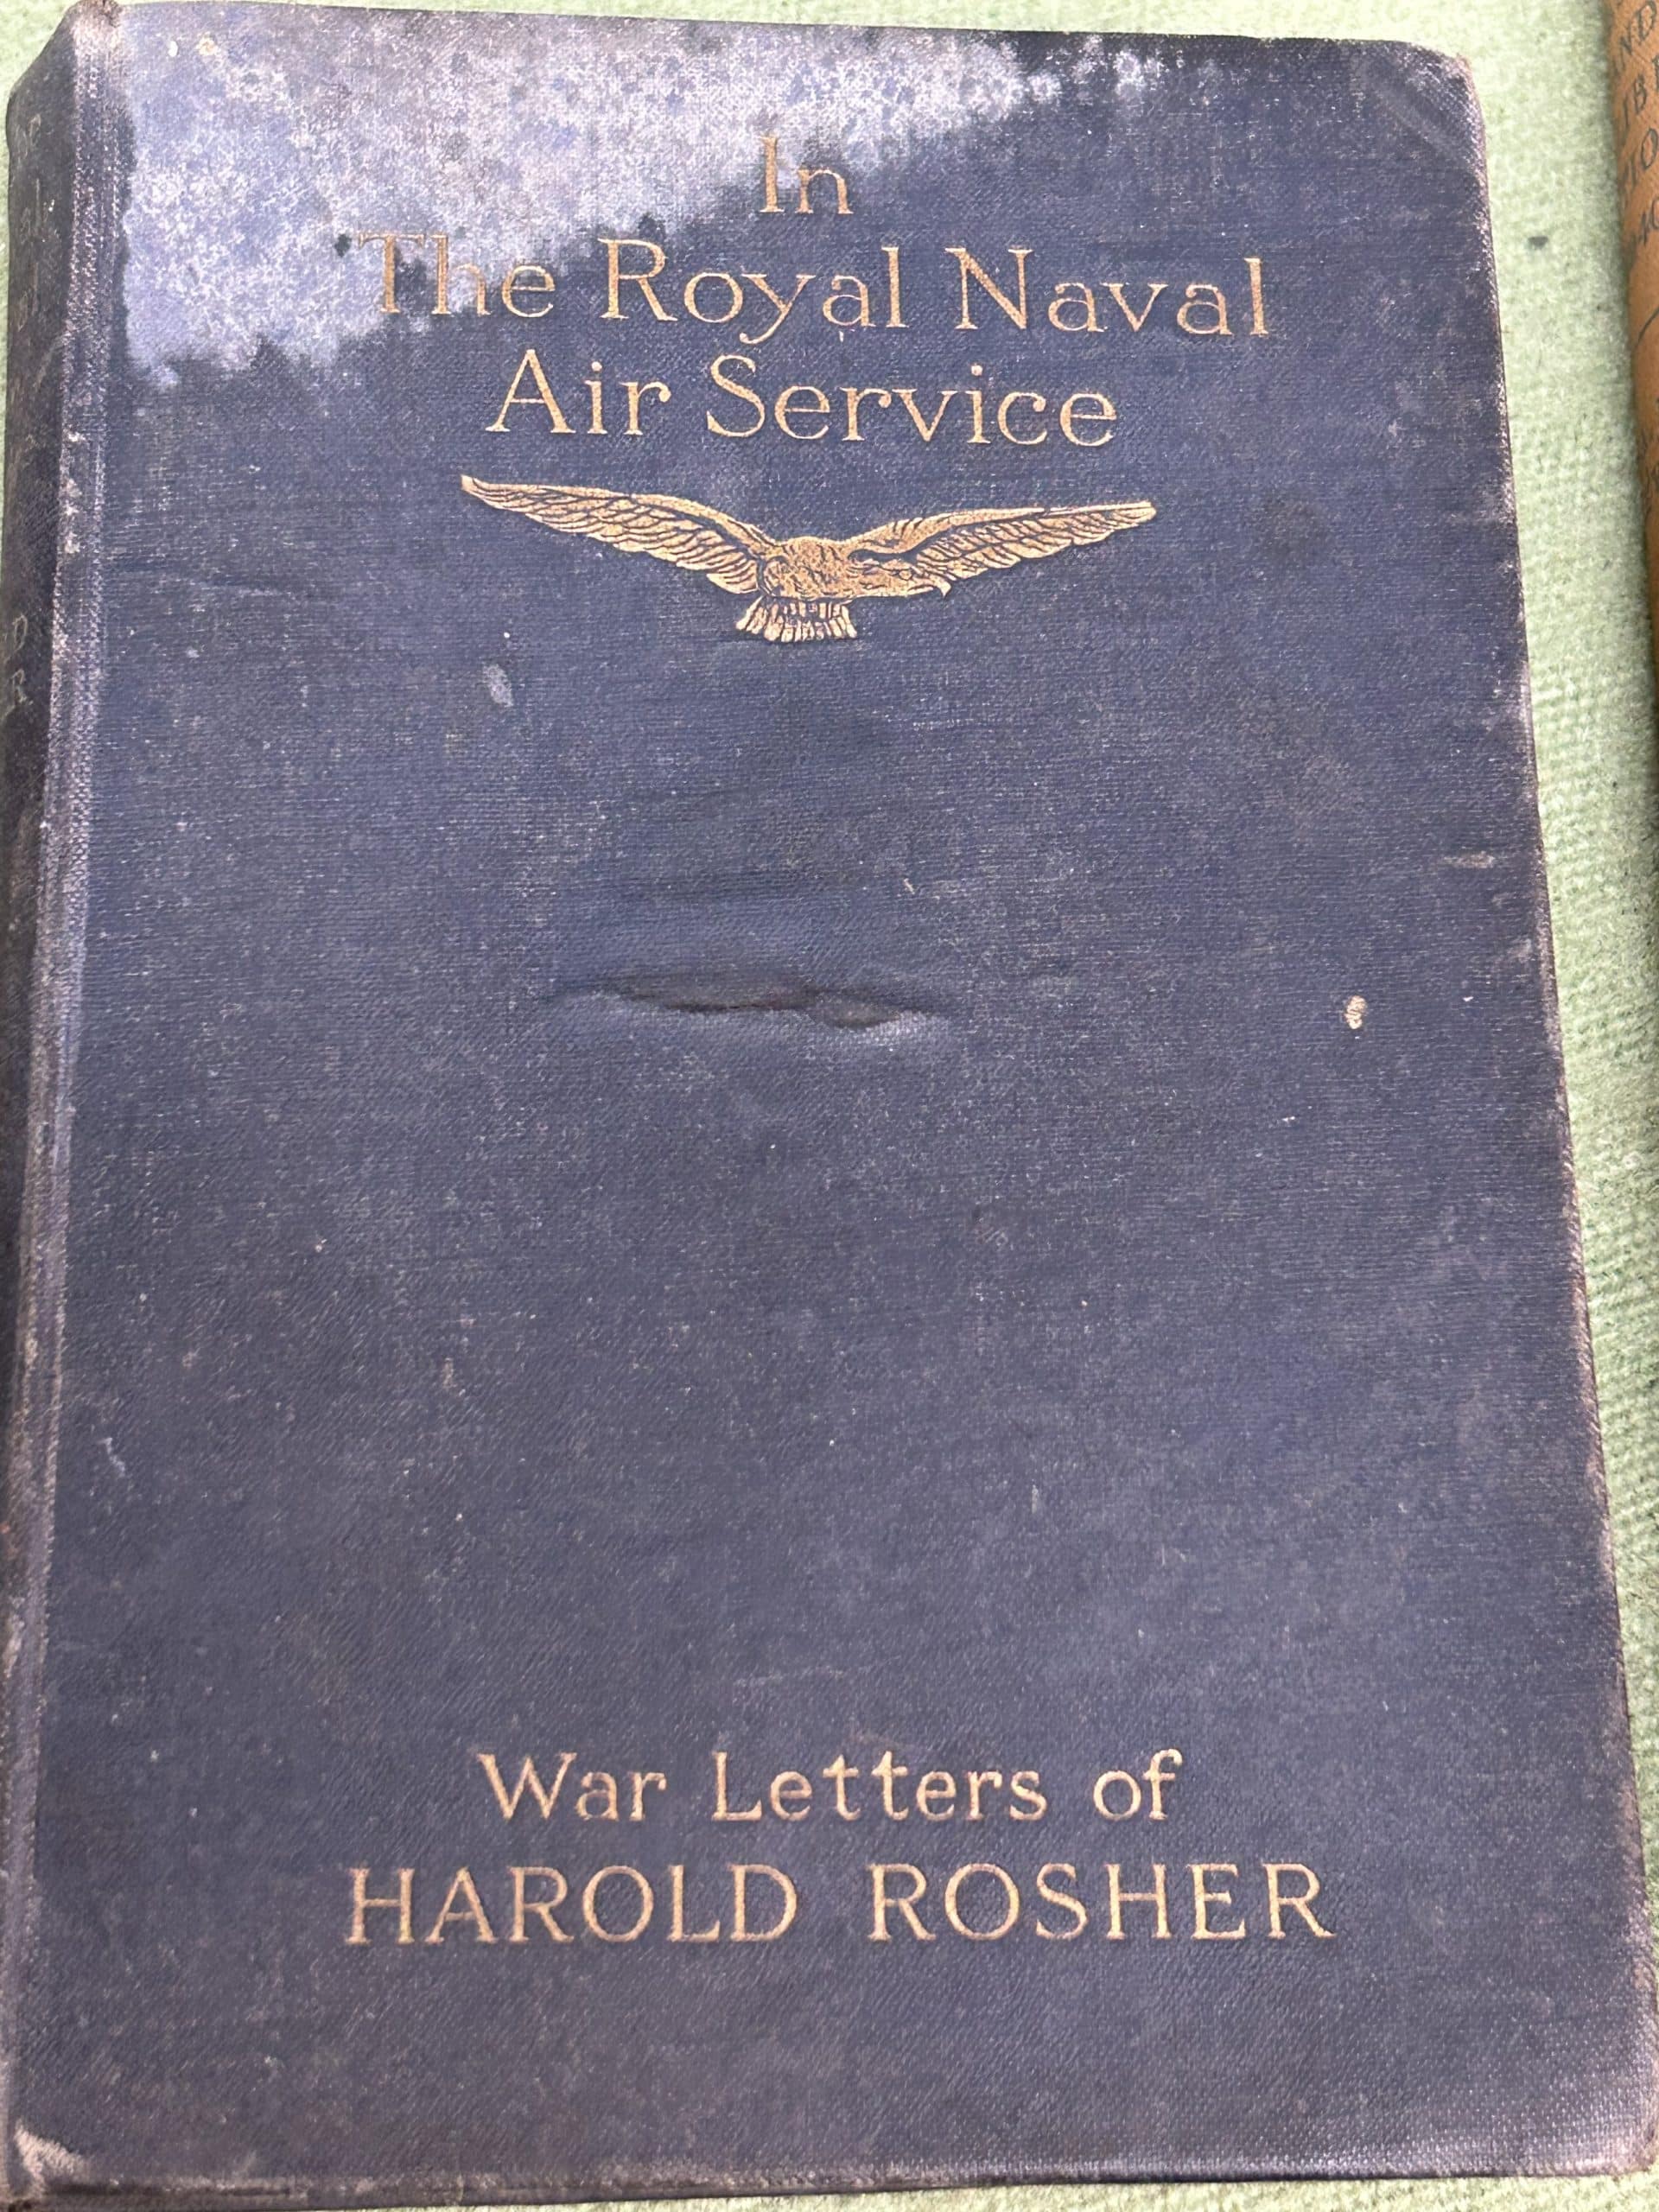 In
The Royal Naval
Air Service
War Letters of
HAROLD ROSHER